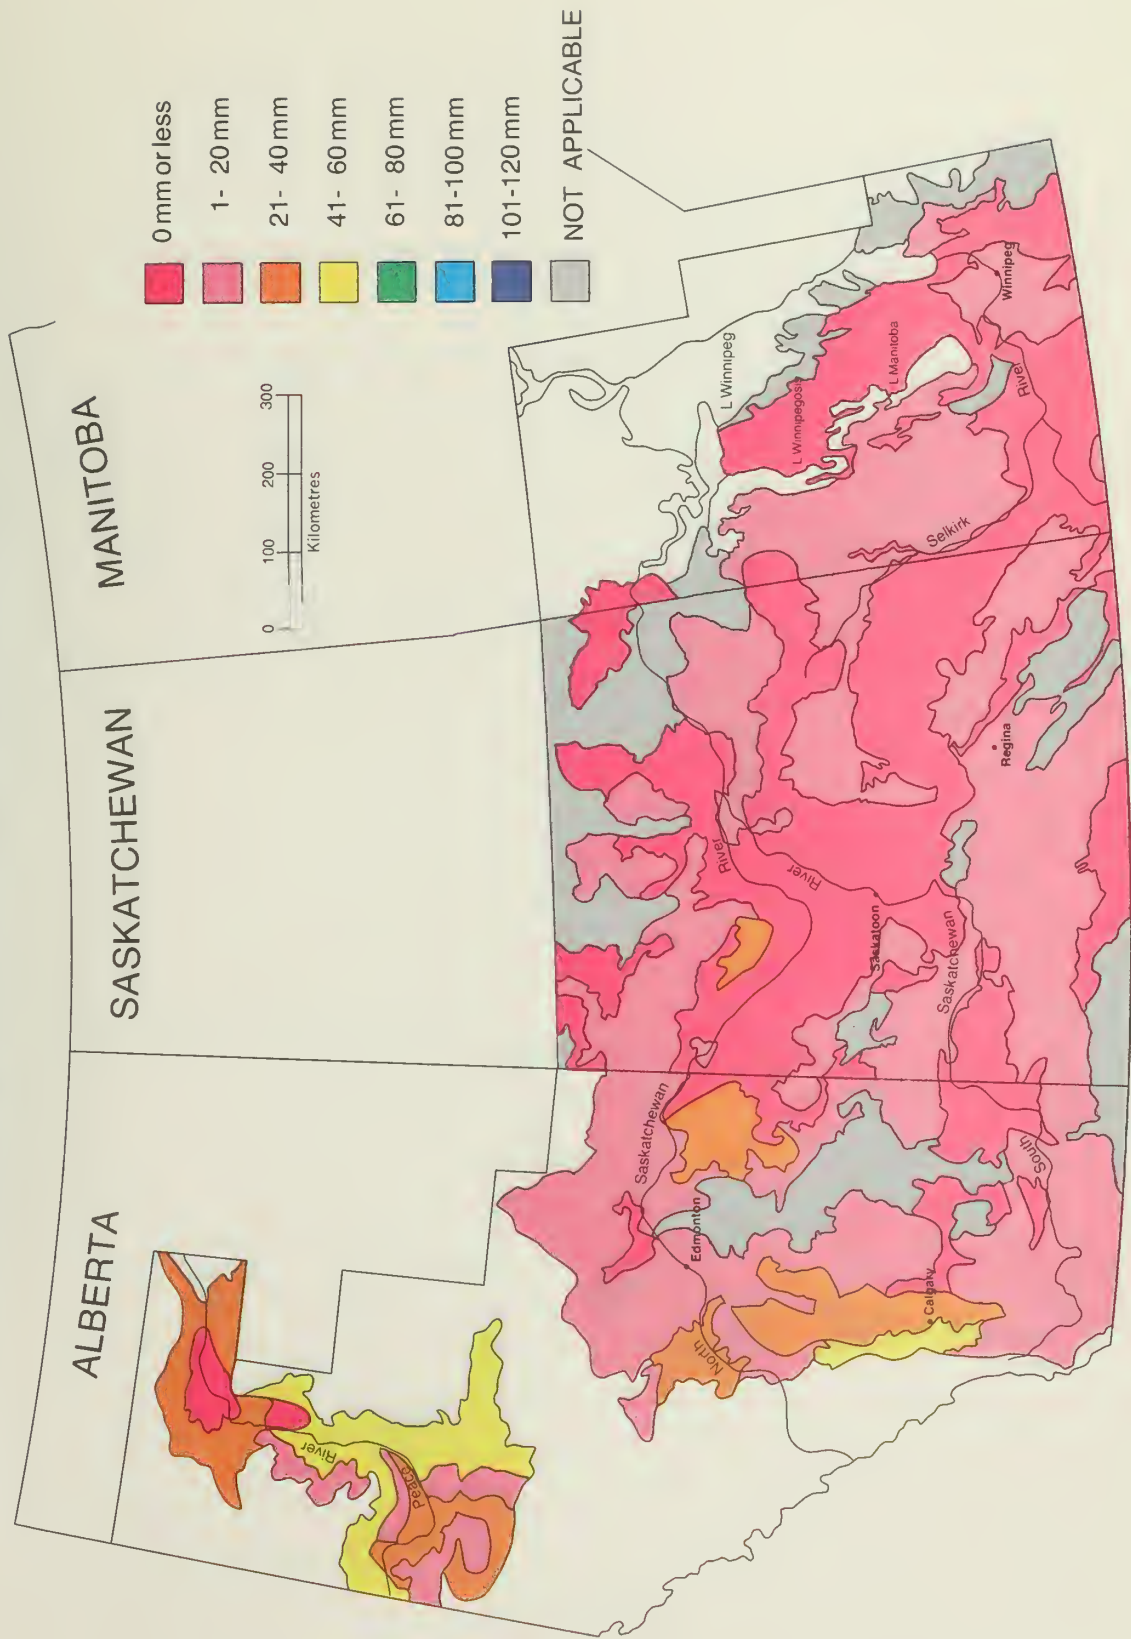 ALBERTA
SASKATCHEWAN
MANITOBA
0 100 200 300
Kilometres
0 mm or less
1- 20 mm
21- 40 mm
41- 60 mm
61- 80 mm
81-100 mm
101-120 mm
NOT APPLICABLE
River
Peace
North
Saskatchewan
River
Edmonton
Calgary
South
Saskatchewan
River
Saskatoon
Regina
Selkirk
L Winnipeg
L Winnipegosis
L Manitoba
River
Winnipeg